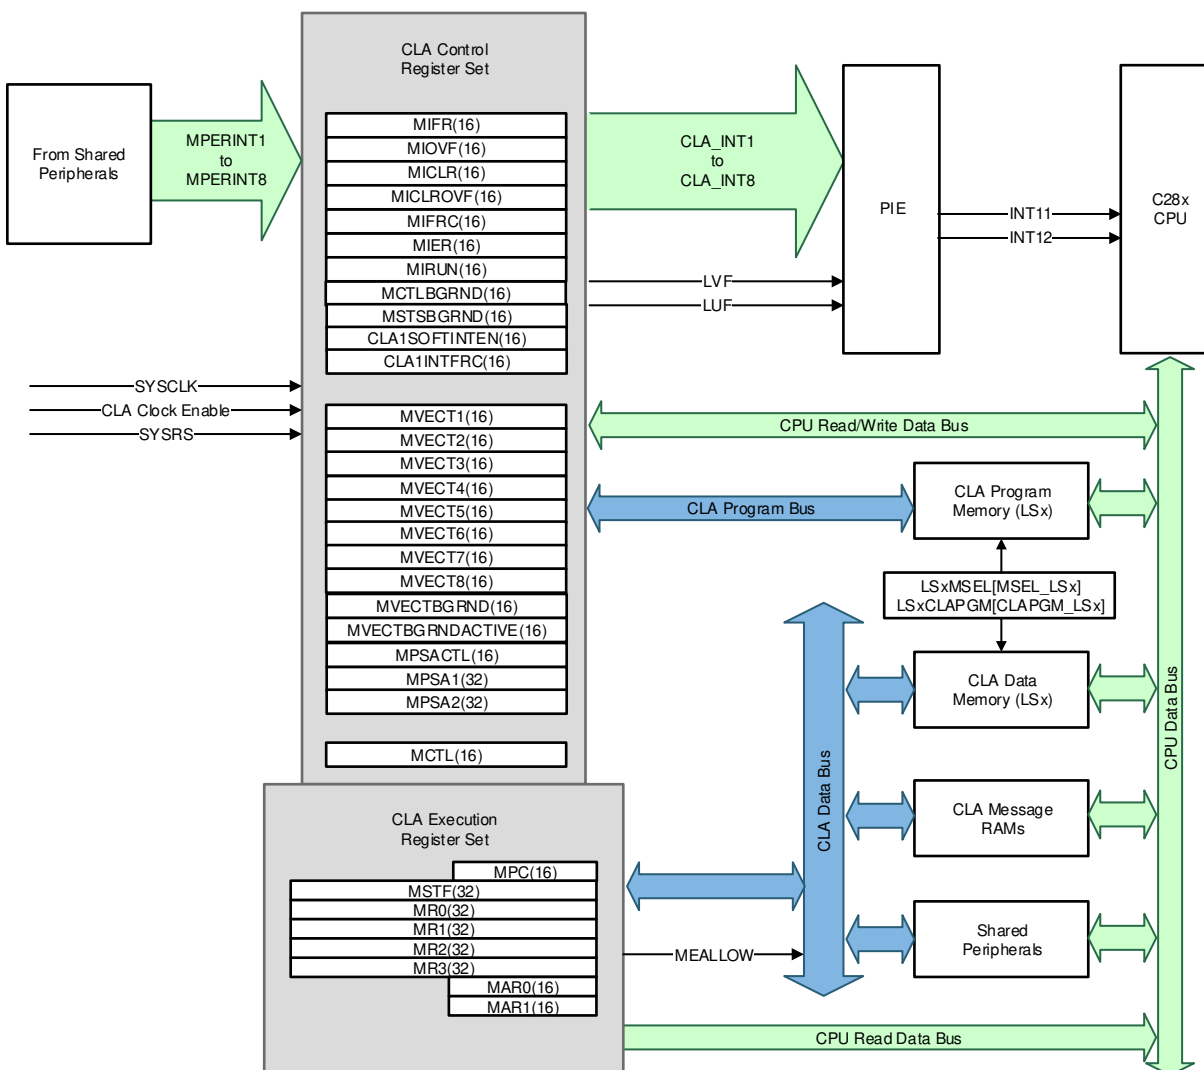 CLA Control
Register Set
From Shared
Peripherals
MPERINT1
to
MPERINT8
MIFR(16)
MIOVF(16)
MICLR(16)
MICLROVF(16)
MIFRC(16)
MIER(16)
MIRUN(16)
MCTLBGRND(16)
MSTSBGRND(16)
CLA1SOFTINTEN(16)
CLA1INTFRC(16)
CLA_INT1
to
CLA_INT8
LVF
LUF
PIE
INT11
INT12
C28x
CPU
SYSCLK
CLA Clock Enable
SYSRS
MVECT1(16)
MVECT2(16)
MVECT3(16)
MVECT4(16)
MVECT5(16)
MVECT6(16)
MVECT7(16)
MVECT8(16)
MVECTBGRND(16)
MVECTBGRNDACTIVE(16)
MPSACTL(16)
MPSA1(32)
MPSA2(32)
MCTL(16)
CPU Read/Write Data Bus
CLA Program Bus
CLA Program
Memory (LSx)
LSxMSEL[MSEL_LSx]
LSxCLAPGM[CLAPGM_LSx]
CLA Data
Memory (LSx)
CLA Data Bus
CPU Data Bus
CLA Message
RAMs
Shared
Peripherals
CLA Execution
Register Set
MPC(16)
MSTF(32)
MR0(32)
MR1(32)
MR2(32)
MR3(32)
MAR0(16)
MAR1(16)
MEALLOW
CPU Read Data Bus